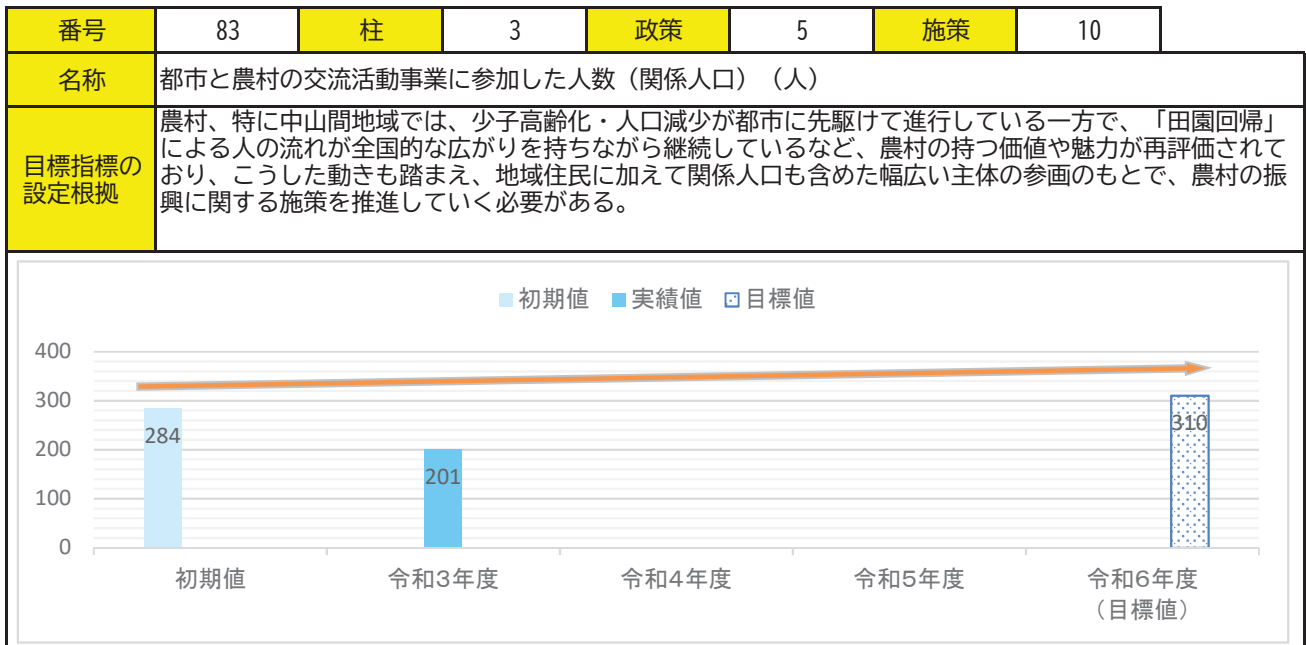 番号 83 柱 3 政策 5 施策 10
名称 都市と農村の交流活動事業に参加した人数（関係人口）（人）
目標指標の
設定根拠
農村、特に中山間地域では、少子高齢化・人口減少が都市に先駆けて進行している一方で、「田園回帰」
による人の流れが全国的な広がりを持ちながら継続しているなど、農村の持つ価値や魅力が再評価されて
おり、こうした動きも踏まえ、地域住民に加えて関係人口も含めた幅広い主体の参画のもとで、農村の振
興に関する施策を推進していく必要がある。
初期値 実績値 目標値
400
300
200
100
0
284
201
310
初期値 令和3年度 令和4年度 令和5年度 令和6年度
（目標値）